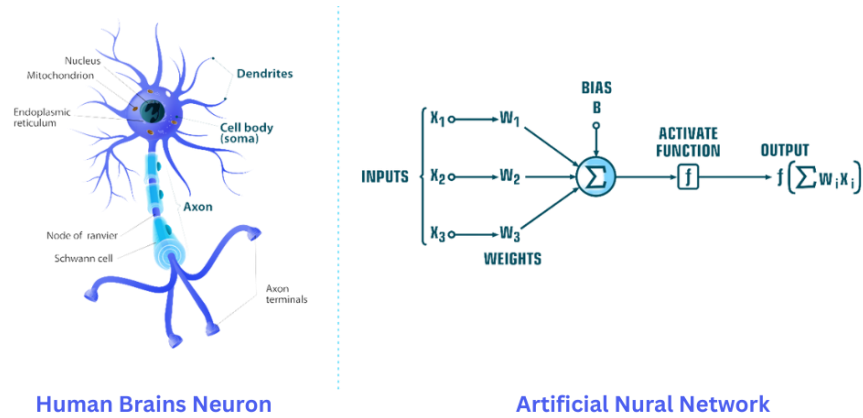 Nucleus
Mitochondrion
Endoplasmic
reticulum
Dendrites
Cell body
(soma)
Axon
Node of ranvier
Schwann cell
Axon
terminals
Human Brains Neuron
BIAS
B
INPUTS
X1
W1
X2
W2
X3
W3
WEIGHTS
Σ
ACTIVATE
FUNCTION
f
OUTPUT
f(∑WiXi)
Artificial Nural Network